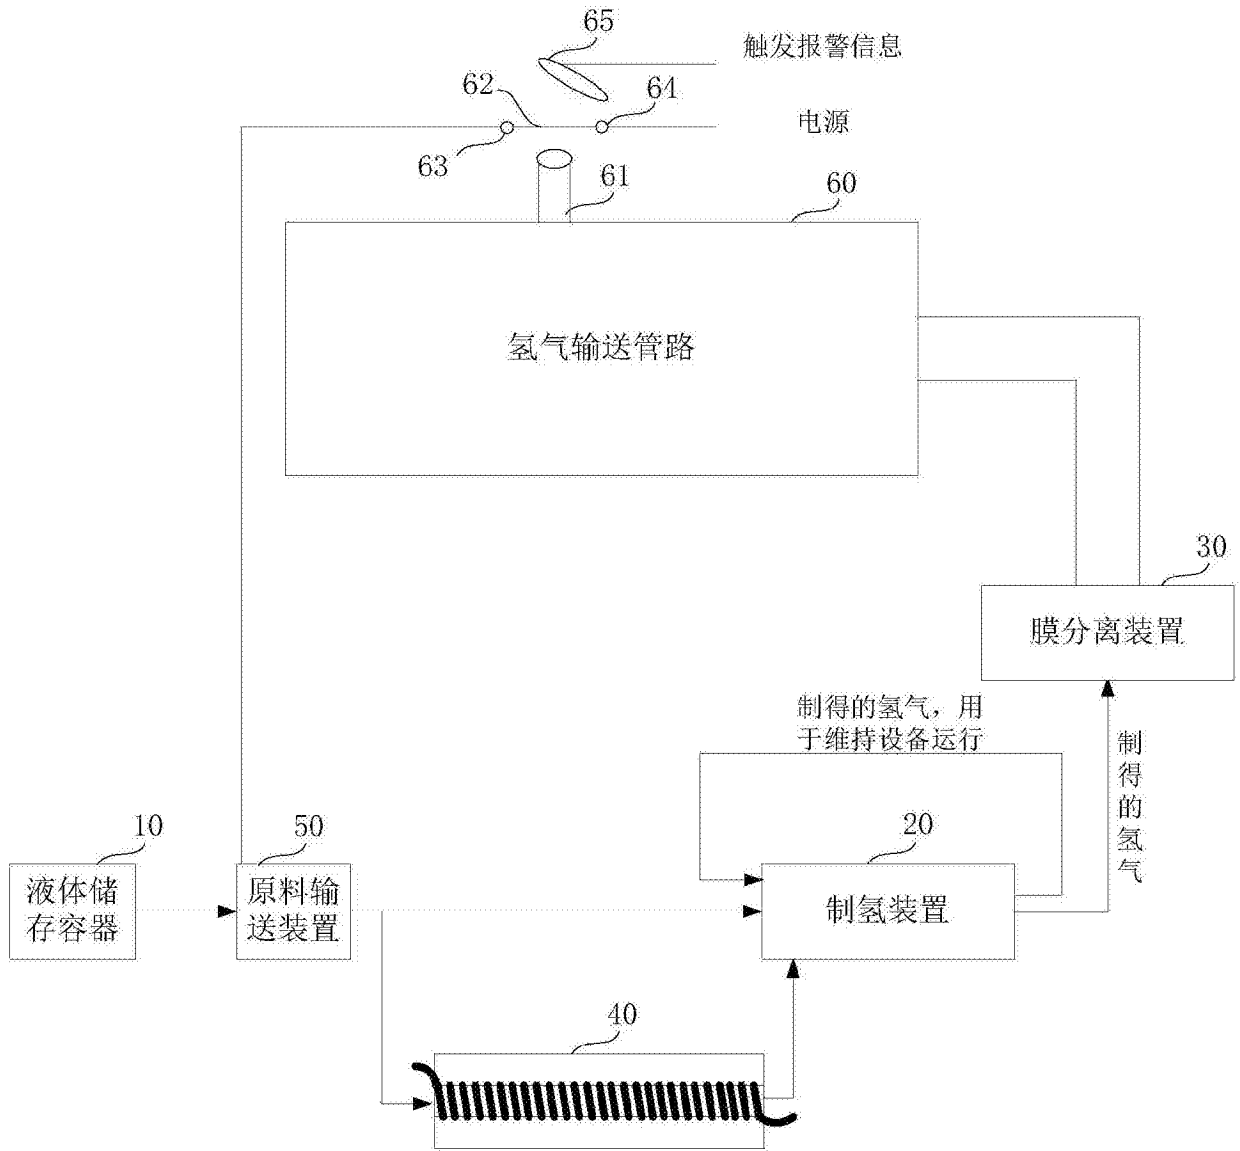 65
触发报警信息
62
64
电源
63
61
60
氢气输送管路
30
膜分离装置
制得的氢气，用
于维持设备运行
制得的氢气
10
50
20
液体储
存容器
原料输
送装置
制氢装置
40